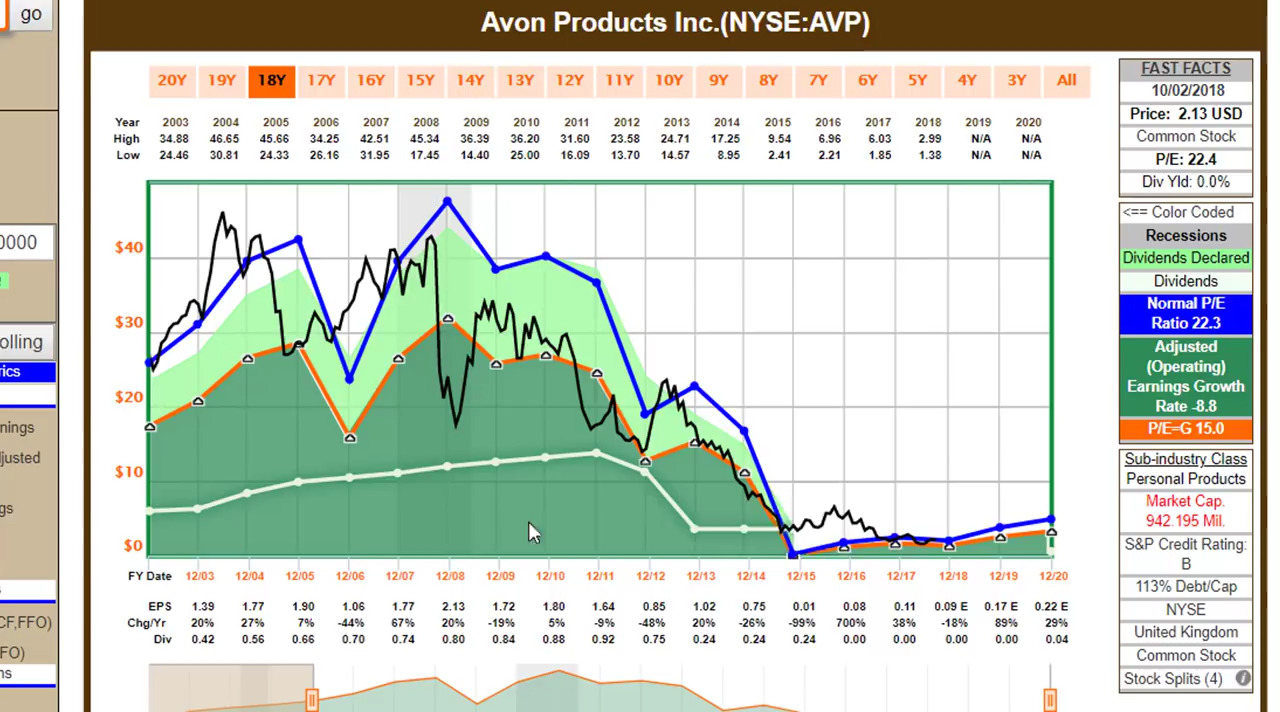 go
Avon Products Inc.(NYSE:AVP)
20Y 19Y 18Y 17Y 16Y 15Y 14Y 13Y 12Y 11Y 10Y 9Y 8Y 7Y 6Y 5Y 4Y 3Y All
Year 2003 2004 2005 2006 2007 2008 2009 2010 2011 2012 2013 2014 2015 2016 2017 2018 2019 2020
High 34.88 46.65 45.66 34.25 42.51 45.34 36.39 36.20 31.60 23.58 24.71 17.25 9.54 6.96 6.03 2.99 N/A N/A
Low 24.46 30.81 24.33 26.16 31.95 17.45 14.40 25.00 16.09 13.70 14.57 8.95 2.41 2.21 1.85 1.38 N/A N/A
$40
$30
$20
$10
$0
FY Date 12/03 12/04 12/05 12/06 12/07 12/08 12/09 12/10 12/11 12/12 12/13 12/14 12/15 12/16 12/17 12/18 12/19 12/20
EPS 1.39 1.77 1.90 1.06 1.77 2.13 1.72 1.80 1.64 0.85 1.02 0.75 0.01 0.08 0.11 0.09 E 0.17 E 0.22 E
Chg/Yr 20% 27% 7% -44% 67% 20% -19% 5% -9% -48% 20% -26% -99% 700% 38% -18% 89% 29%
Div 0.42 0.56 0.66 0.70 0.74 0.80 0.84 0.88 0.92 0.75 0.24 0.24 0.24 0.00 0.00 0.00 0.00 0.04
FAST FACTS
10/02/2018
Price: 2.13 USD
Common Stock
P/E: 22.4
Div Yld: 0.0%
<== Color Coded
Recessions
Dividends Declared
Dividends
Normal P/E
Ratio 22.3
Adjusted
(Operating)
Earnings Growth
Rate -8.8
P/E=G 15.0
Sub-industry Class
Personal Products
Market Cap.
942.195 Mil.
S&P Credit Rating:
B
113% Debt/Cap
NYSE
United Kingdom
Common Stock
Stock Splits (4) i
0000
olling
rics
nings
justed
gs
CF,FFO)
FO)
ns